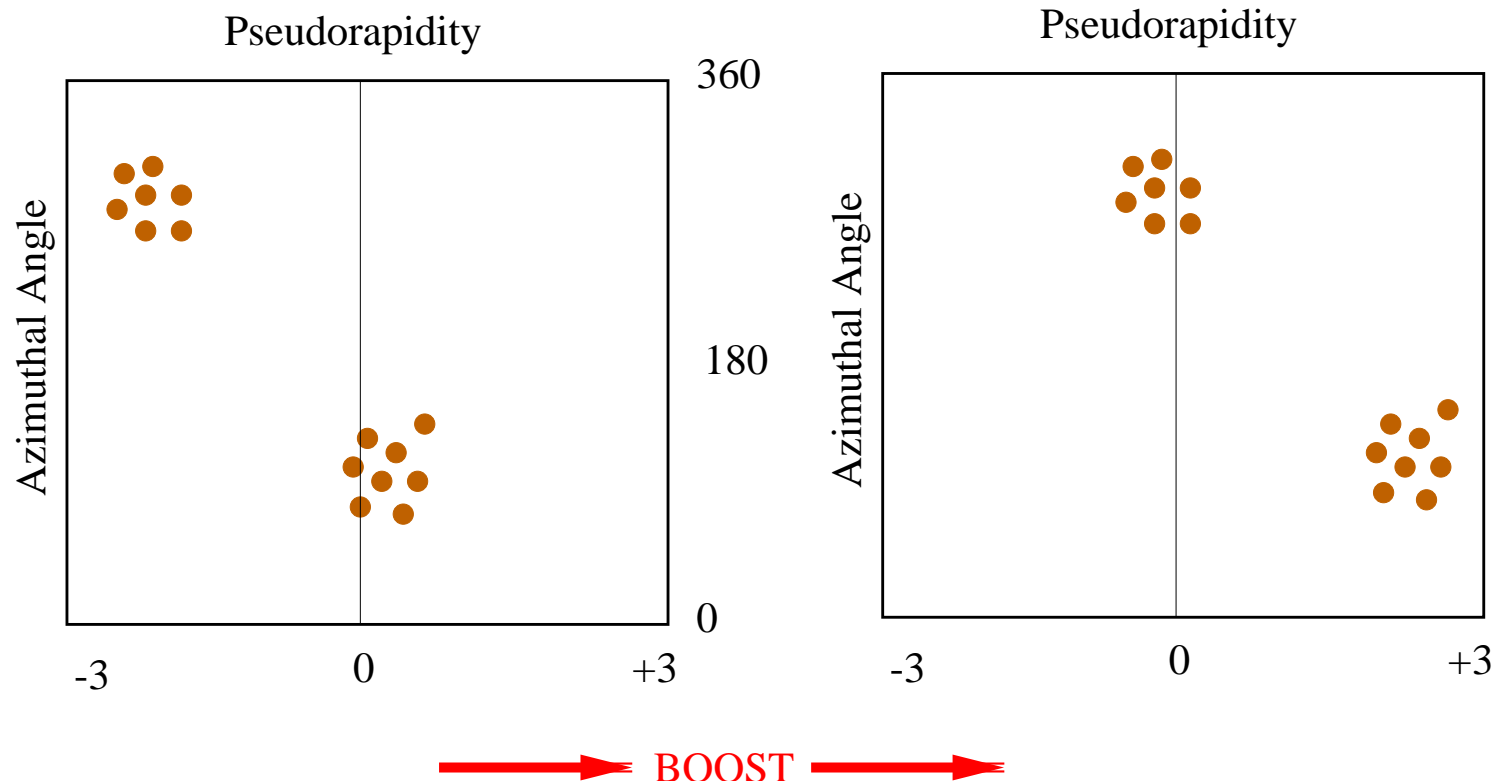 Pseudorapidity
Azimuthal Angle
360
180
0
-3 0 +3
Pseudorapidity
Azimuthal Angle
-3 0 +3
BOOST